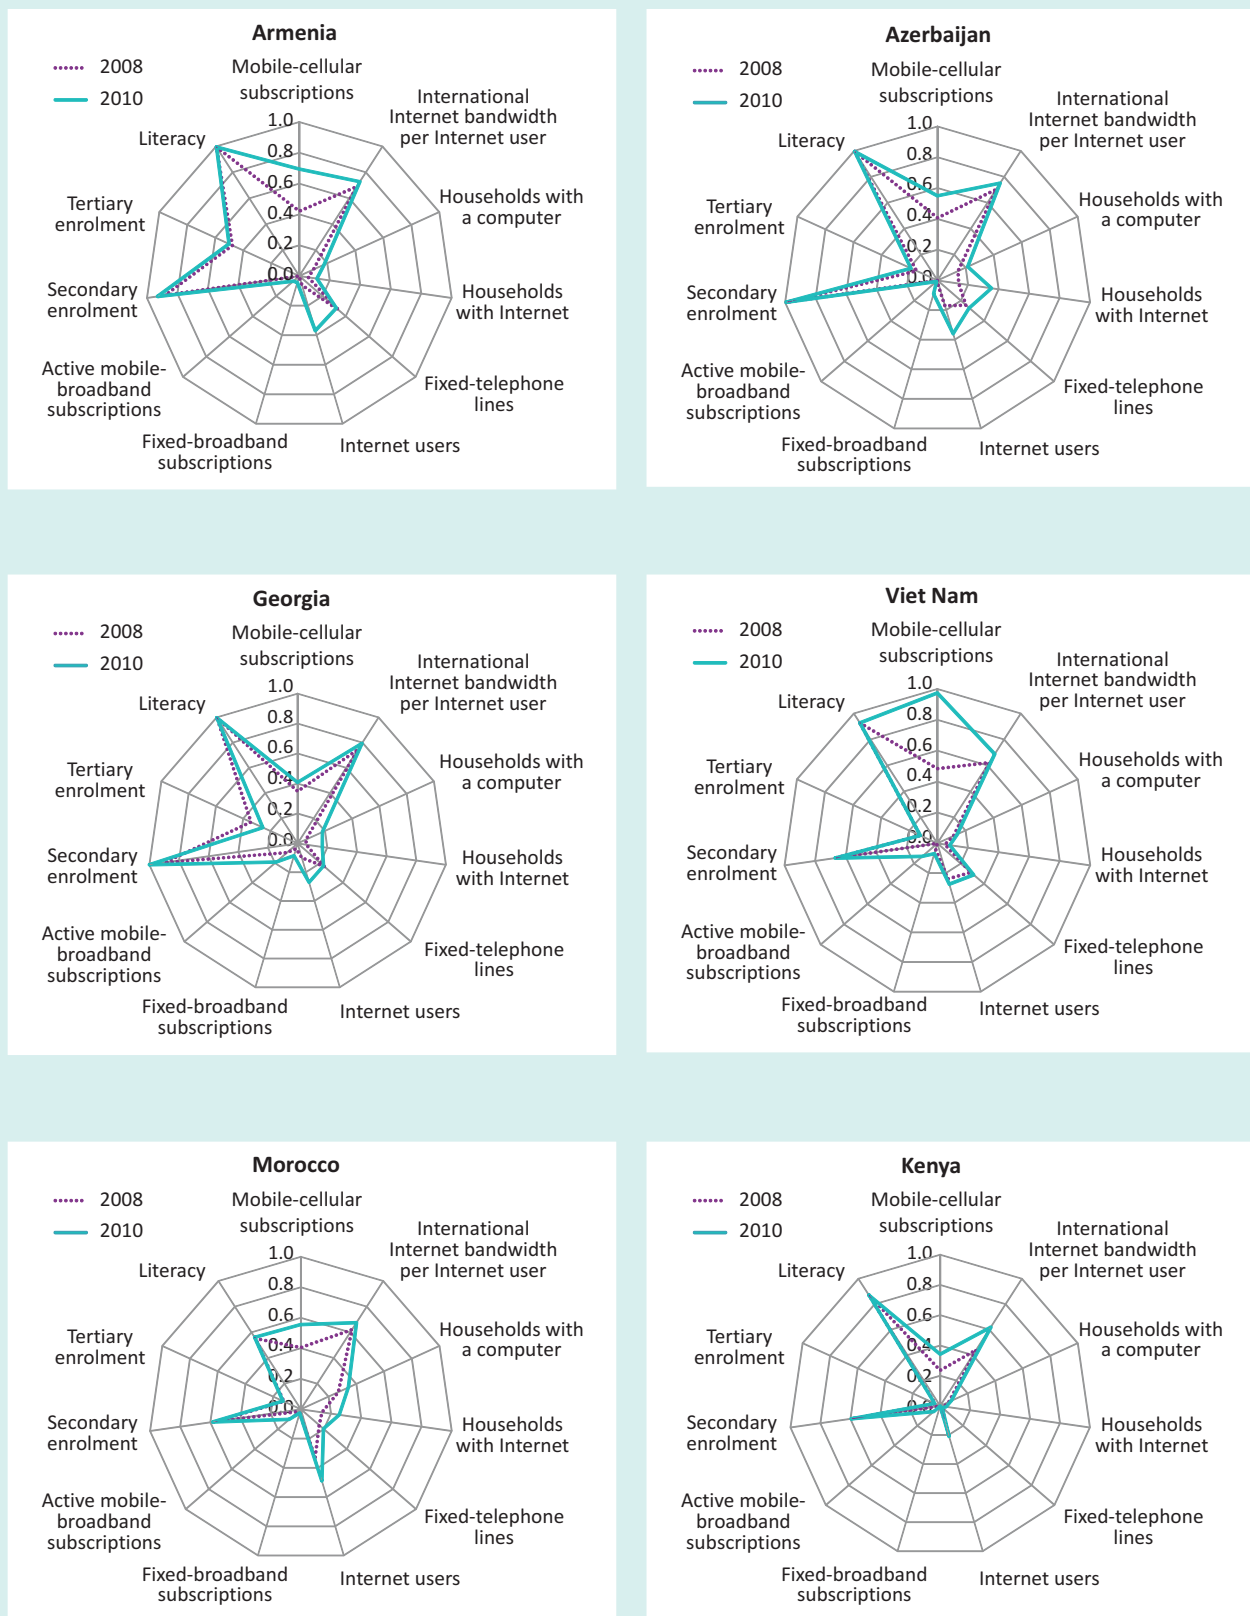 Armenia
2008
2010
Mobile-cellular
subscriptions
International
Internet bandwidth
per Internet user
Households with
a computer
Households
with Internet
Fixed-telephone
lines
Internet users
Fixed-broadband
subscriptions
Active mobile-
broadband
subscriptions
Secondary
enrolment
Tertiary
enrolment
Literacy
1.0
0.8
0.6
0.4
0.2
0.0
Azerbaijan
2008
2010
Mobile-cellular
subscriptions
International
Internet bandwidth
per Internet user
Households with
a computer
Households
with Internet
Fixed-telephone
lines
Internet users
Fixed-broadband
subscriptions
Active mobile-
broadband
subscriptions
Secondary
enrolment
Tertiary
enrolment
Literacy
1.0
0.8
0.6
0.4
0.2
0.0
Georgia
2008
2010
Mobile-cellular
subscriptions
International
Internet bandwidth
per Internet user
Households with
a computer
Households
with Internet
Fixed-telephone
lines
Internet users
Fixed-broadband
subscriptions
Active mobile-
broadband
subscriptions
Secondary
enrolment
Tertiary
enrolment
Literacy
1.0
0.8
0.6
0.4
0.2
0.0
Viet Nam
2008
2010
Mobile-cellular
subscriptions
International
Internet bandwidth
per Internet user
Households with
a computer
Households
with Internet
Fixed-telephone
lines
Internet users
Fixed-broadband
subscriptions
Active mobile-
broadband
subscriptions
Secondary
enrolment
Tertiary
enrolment
Literacy
1.0
0.8
0.6
0.4
0.2
0.0
Morocco
2008
2010
Mobile-cellular
subscriptions
International
Internet bandwidth
per Internet user
Households with
a computer
Households
with Internet
Fixed-telephone
lines
Internet users
Fixed-broadband
subscriptions
Active mobile-
broadband
subscriptions
Secondary
enrolment
Tertiary
enrolment
Literacy
1.0
0.8
0.6
0.4
0.2
0.0
Kenya
2008
2010
Mobile-cellular
subscriptions
International
Internet bandwidth
per Internet user
Households with
a computer
Households
with Internet
Fixed-telephone
lines
Internet users
Fixed-broadband
subscriptions
Active mobile-
broadband
subscriptions
Secondary
enrolment
Tertiary
enrolment
Literacy
1.0
0.8
0.6
0.4
0.2
0.0